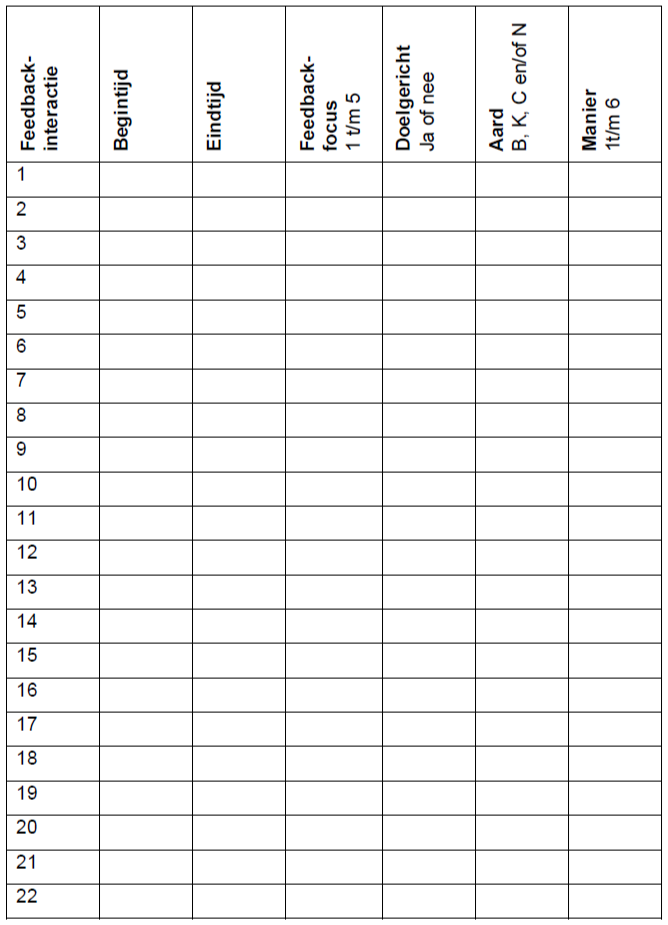 Feedback-
interactie
Begintijd
Eindtijd
Feedback-
focus
1 t/m 5
Doelgericht
Ja of nee
Aard
B, K, C en/of N
Manier
1t/m 6
1
2
3
4
5
6
7
8
9
10
11
12
13
14
15
16
17
18
19
20
21
22